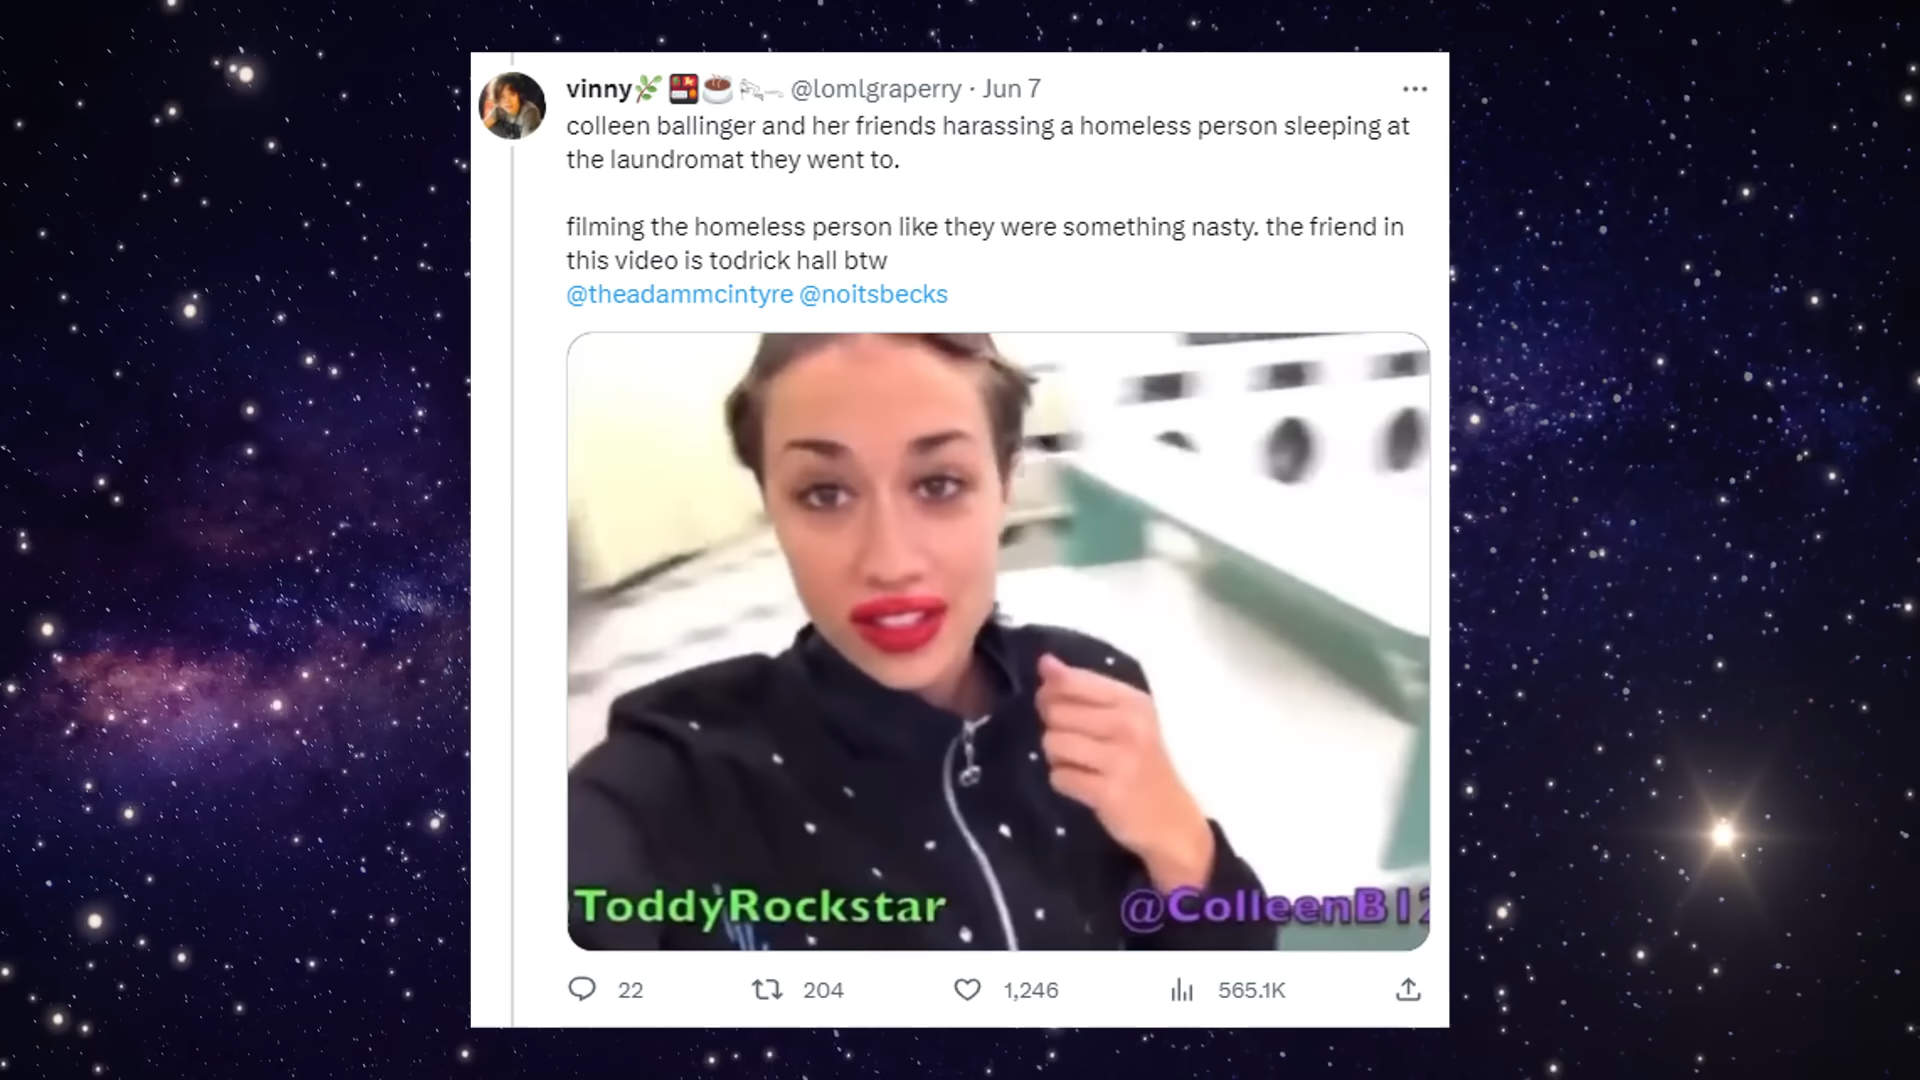 vinny @lomlgraperry · Jun 7
colleen ballinger and her friends harassing a homeless person sleeping at
the laundromat they went to.
filming the homeless person like they were something nasty. the friend in
this video is todrick hall btw
@theadammcintyre @noitsbecks
ToddyRockstar @ColleenB12
22 204 1,246 565.1K